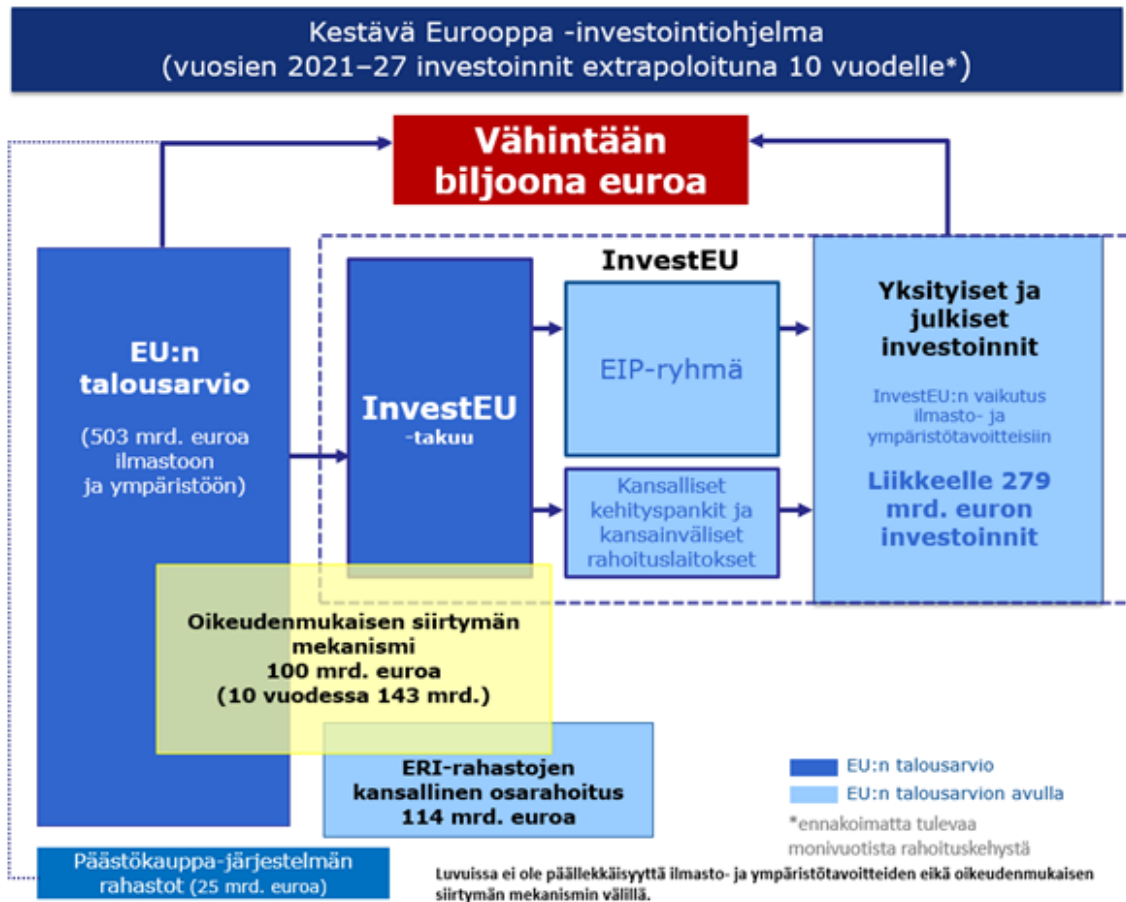 Kestävä Eurooppa -investointiohjelma
(vuosien 2021–27 investoinnit extrapoloituna 10 vuodelle*)
Vähintään
biljoona euroa
EU:n
talousarvio
(503 mrd. euroa
ilmastoon
ja ympäristöön)
InvestEU
-takuu
InvestEU
EIP-ryhmä
Kansalliset
kehityspankit ja
kansainväliset
rahoituslaitokset
Yksityiset ja
julkiset
investoinnit
InvestEU:n vaikutus
ilmasto- ja
ympäristötavoitteisiin
Liikkeelle 279
mrd. euron
investoinnit
Oikeudenmukaisen siirtymän
mekanismi
100 mrd. euroa
(10 vuodessa 143 mrd.)
ERI-rahastojen
kansallinen osarahoitus
114 mrd. euroa
EU:n talousarvio
EU:n talousarvion avulla
*ennakoimatta tulevaa
monivuotista rahoituskehystä
Päästökauppa-järjestelmän
rahastot (25 mrd. euroa)
Luvuissa ei ole päällekkäisyyttä ilmasto- ja ympäristötavoitteiden eikä oikeudenmukaisen
siirtymän mekanismin välillä.